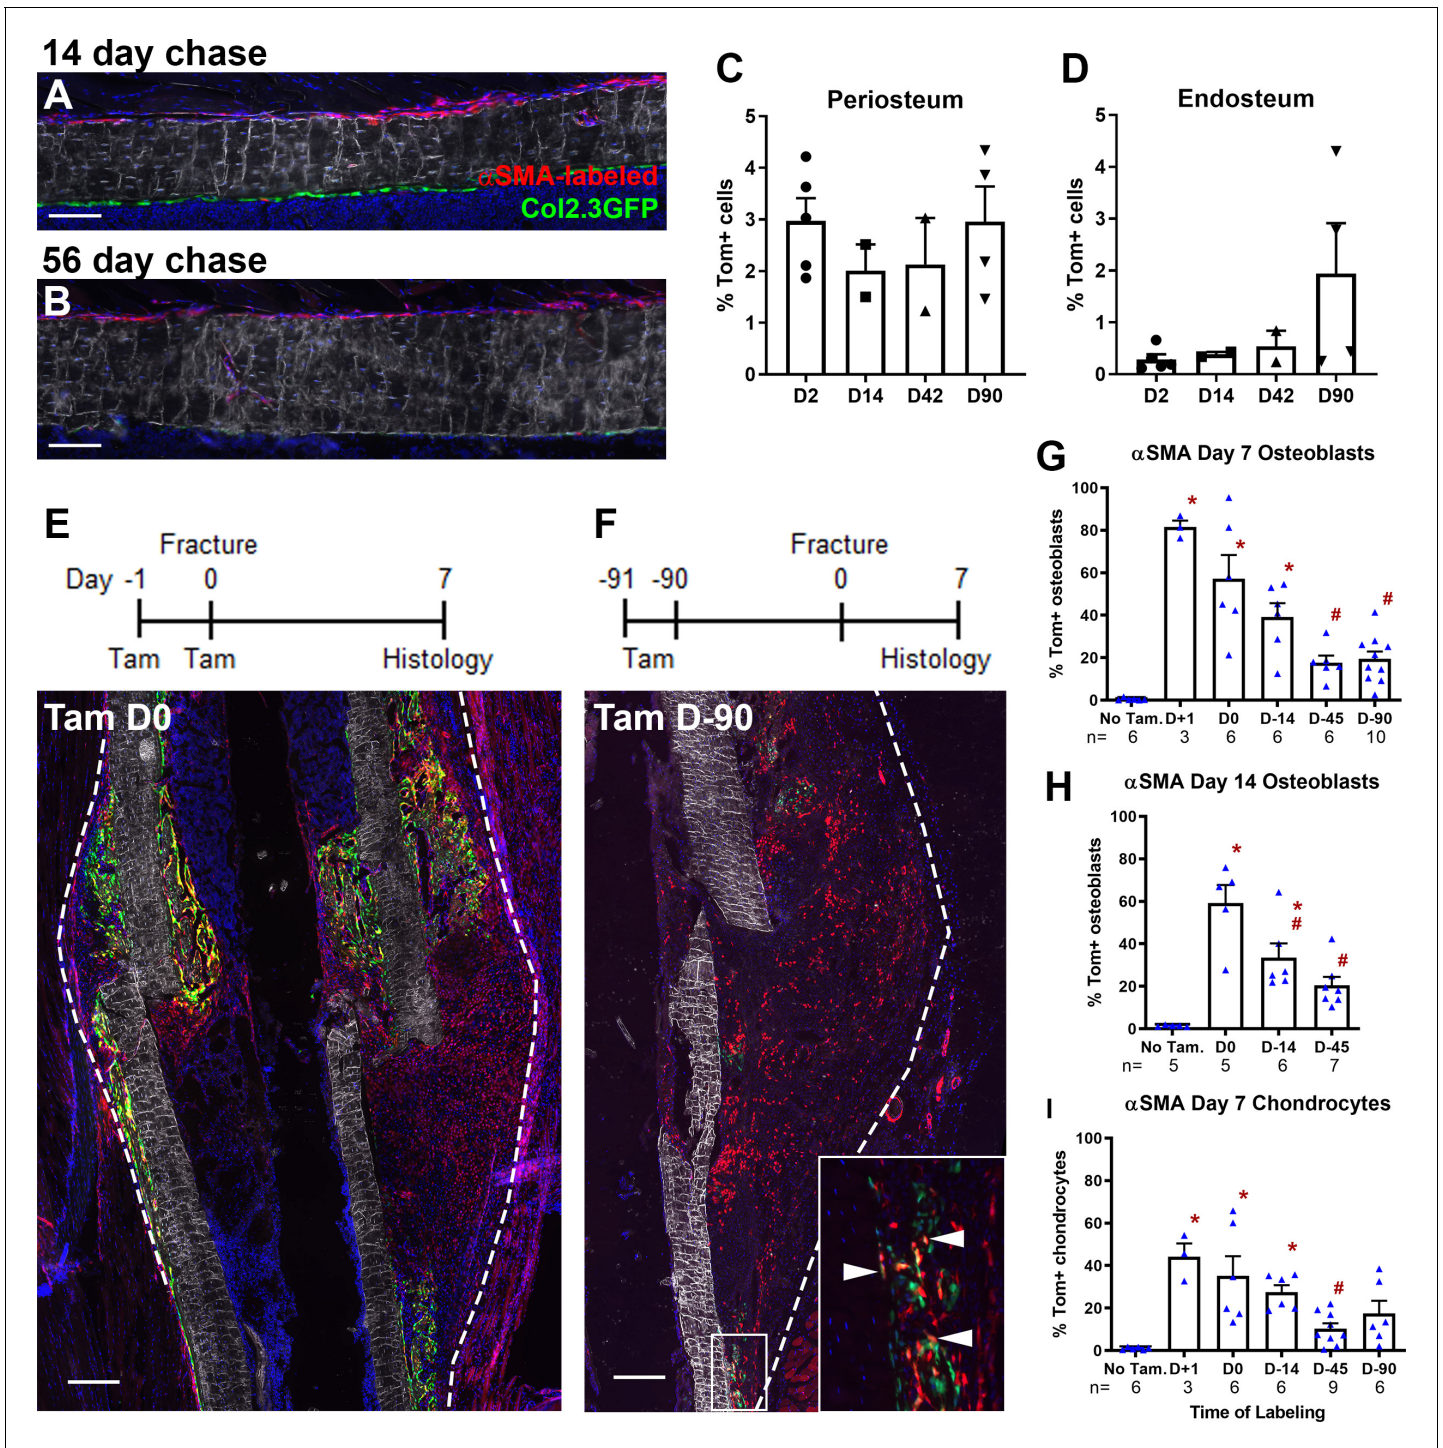 14 day chase
A
αSMA-labeled
Col2.3GFP
56 day chase
B
C
Periosteum
% Tom+ cells
5
4
3
2
1
0
D2 D14 D42 D90
D
Endosteum
% Tom+ cells
5
4
3
2
1
0
D2 D14 D42 D90
E
Fracture
Day -1 0 7
Tam Tam Histology
Tam D0
F
Fracture
-91 -90 0 7
Tam Histology
Tam D-90
G
αSMA Day 7 Osteoblasts
% Tom+ osteoblasts
100
80
60
40
20
0
* * * # #
No Tam. D+1 D0 D-14 D-45 D-90
n= 6 3 6 6 6 10
H
αSMA Day 14 Osteoblasts
% Tom+ osteoblasts
100
80
60
40
20
0
* * # #
No Tam. D0 D-14 D-45
n= 5 5 6 7
I
αSMA Day 7 Chondrocytes
% Tom+ chondrocytes
100
80
60
40
20
0
* * * #
No Tam. D+1 D0 D-14 D-45 D-90
n= 6 3 6 6 9 6
Time of Labeling